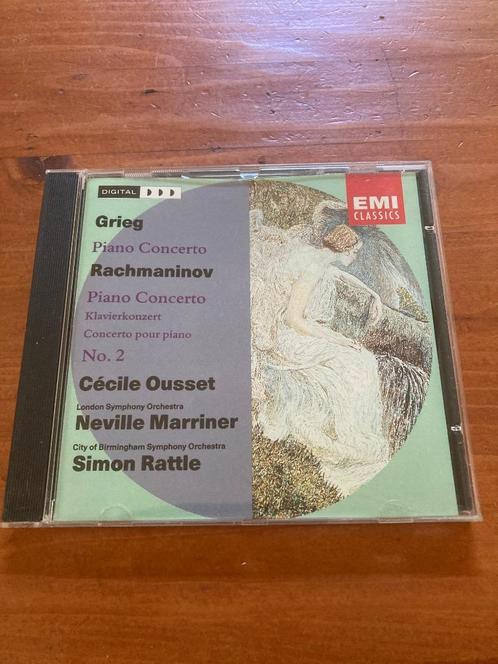 DIGITAL DDD
EMI
CLASSICS
Grieg
Piano Concerto
Rachmaninov
Piano Concerto
Klavierkonzert
Concerto pour piano
No. 2
Cécile Ousset
London Symphony Orchestra
Neville Marriner
City of Birmingham Symphony Orchestra
Simon Rattle